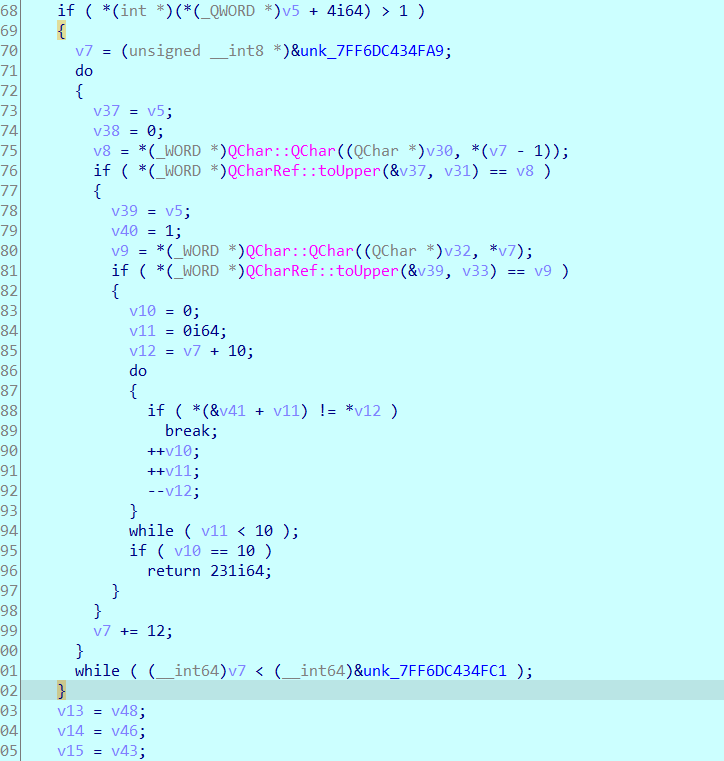 68 if ( *(int *)(*(_QWORD *)v5 + 4i64) > 1 )
69 {
70 v7 = (unsigned __int8 *)&unk_7FF6DC434FA9;
71 do
72 {
73 v37 = v5;
74 v38 = 0;
75 v8 = *(_WORD *)QChar::QChar((QChar *)v30, *(v7 - 1));
76 if ( *(_WORD *)QCharRef::toUpper(&v37, v31) == v8 )
77 {
78 v39 = v5;
79 v40 = 1;
80 v9 = *(_WORD *)QChar::QChar((QChar *)v32, *v7);
81 if ( *(_WORD *)QCharRef::toUpper(&v39, v33) == v9 )
82 {
83 v10 = 0;
84 v11 = 0i64;
85 v12 = v7 + 10;
86 do
87 {
88 if ( *(&v41 + v11) != *v12 )
89 break;
90 ++v10;
91 ++v11;
92 --v12;
93 }
94 while ( v11 < 10 );
95 if ( v10 == 10 )
96 return 231i64;
97 }
98 }
99 v7 += 12;
00 }
01 while ( (__int64)v7 < (__int64)&unk_7FF6DC434FC1 );
02 }
03 v13 = v48;
04 v14 = v46;
05 v15 = v43;